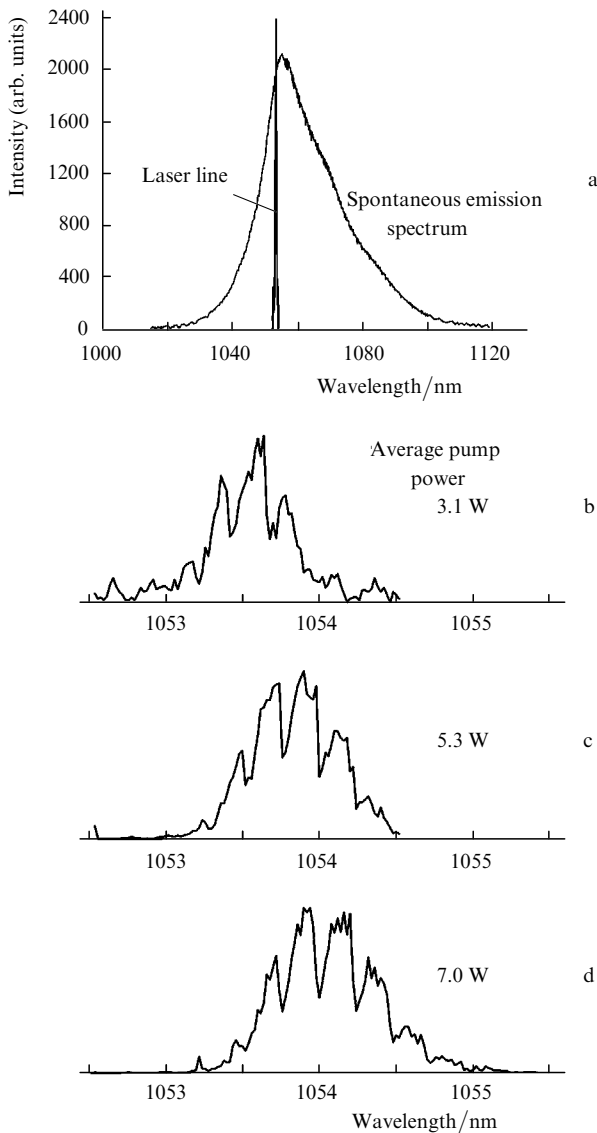 Intensity (arb. units)
2400
2000
1600
1200
800
400
0
Laser line
Spontaneous emission
spectrum
a
1000
1040
1080
1120
Wavelength/nm
Average pump
power
3.1 W
b
1053
1054
1055
5.3 W
c
1053
1054
1055
7.0 W
d
1053
1054
1055
Wavelength/nm